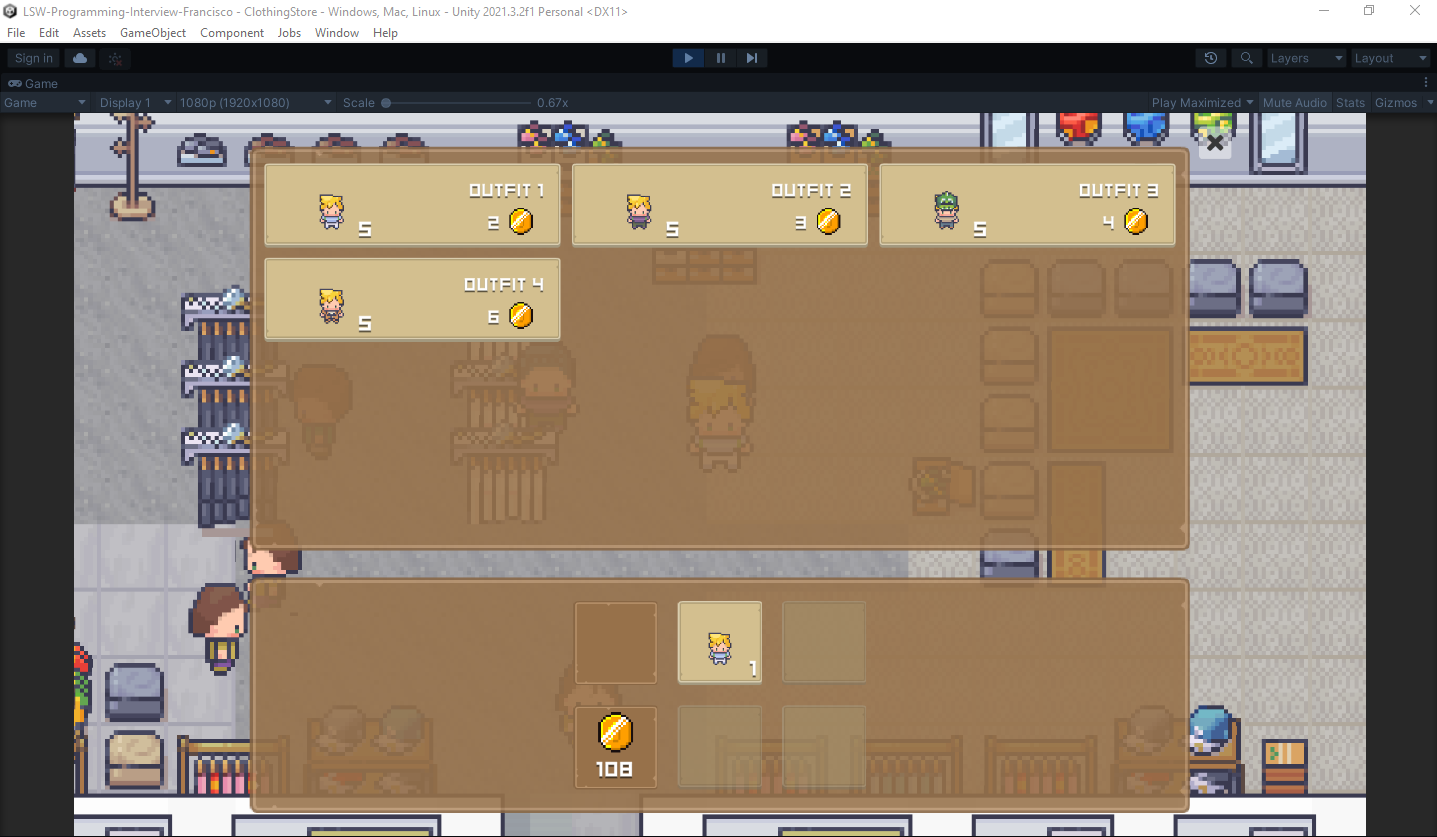 LSW-Programming-Interview-Francisco - ClothingStore - Windows, Mac, Linux - Unity 2021.3.2f1 Personal <DX11>
File Edit Assets GameObject Component Jobs Window Help
Sign in Layers Layout
Game
Game Display 1 1080p (1920x1080) Scale 0.67x Play Maximized Mute Audio Stats Gizmos
OUTFIT 1 OUTFIT 2 OUTFIT 3
5 2 5 3 5 4
OUTFIT 4
5 6
1
108